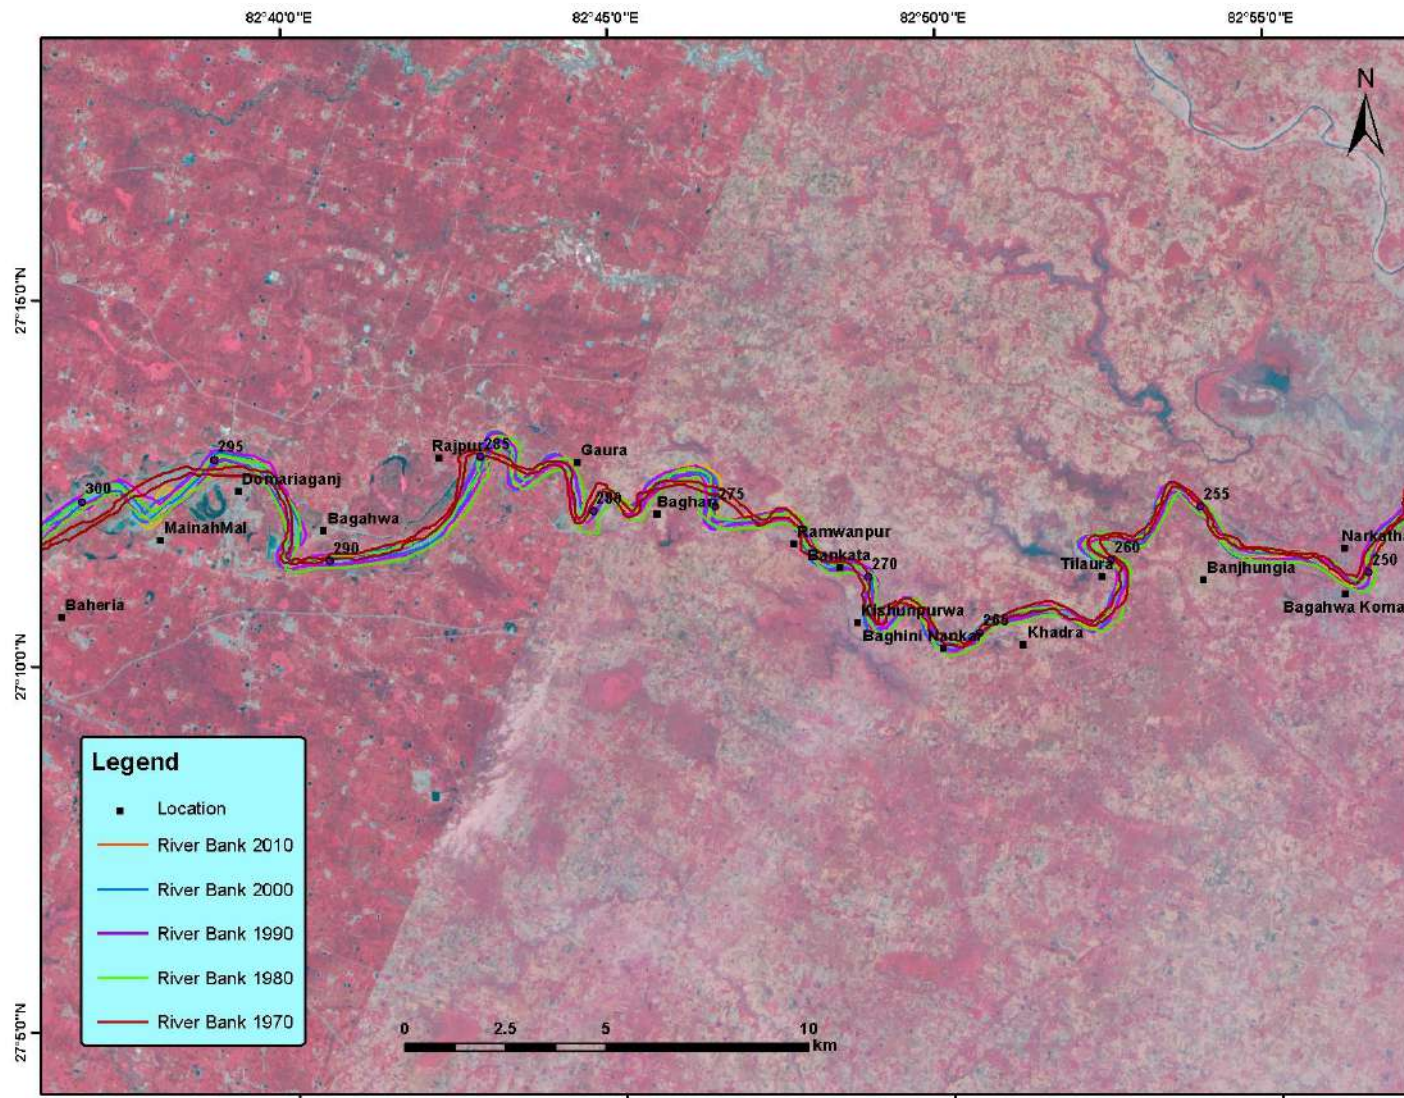 82°40'0"E
82°45'0"E
82°50'0"E
82°55'0"E
N
27°15'0"N
27°10'0"N
27°5'0"N
295
Rajpur
285
Gaura
300
Domariaganj
280
Baghari
275
255
MainahMal
Bagahwa
Ramwanpur
Narkatha
290
Bankata
270
260
Tilaura
Banjhungia
250
Baheria
Kishunpurwa
265
Bagahwa Korna
Baghini Nankar
Khadra
Legend
Location
River Bank 2010
River Bank 2000
River Bank 1990
River Bank 1980
River Bank 1970
0
2.5
5
10
km